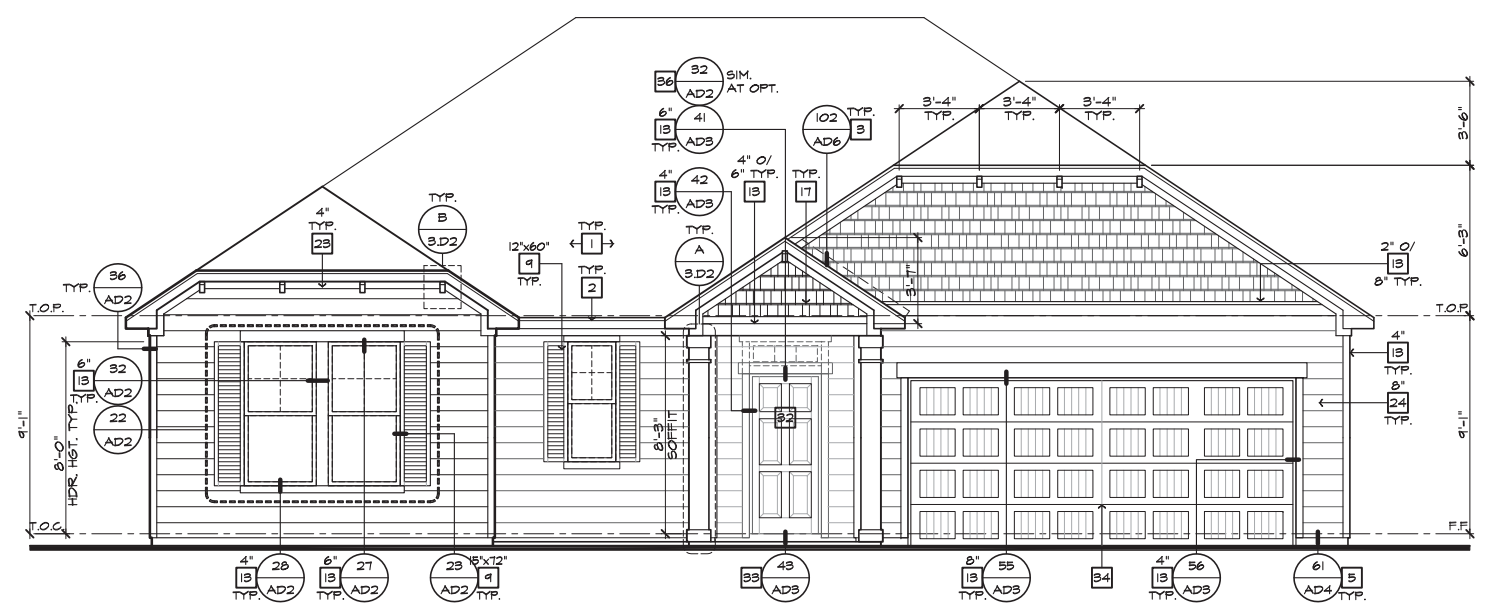 32
36
AD2
SIM.
AT OPT.
6"
13
TYP.
41
AD3
102
AD6
TYP.
3
3'-4"
TYP.
3'-4"
TYP.
3'-4"
TYP.
3'-6"
4"
13
TYP.
42
AD3
4" O/
6" TYP.
13
TYP.
17
TYP.
B
3.D2
4"
TYP.
23
12"x60"
9
TYP.
TYP.
1
TYP.
2
TYP.
A
3.D2
6'-3"
2" O/
13
8" TYP.
3'-7"
TYP.
36
AD2
T.O.P.
T.O.P.
6"
13
TYP.
32
AD2
22
AD2
9'-1"
8'-0"
HDR. HGT. TYP.
8'-3"
SOFFIT
32
4"
13
TYP.
8"
24
TYP.
9'-1"
T.O.C.
F.F.
4"
13
TYP.
28
AD2
6"
13
TYP.
27
AD2
23
AD2
15"x72"
9
TYP.
33
43
AD3
8"
13
TYP.
55
AD3
34
4"
13
TYP.
56
AD3
61
AD4
5
TYP.